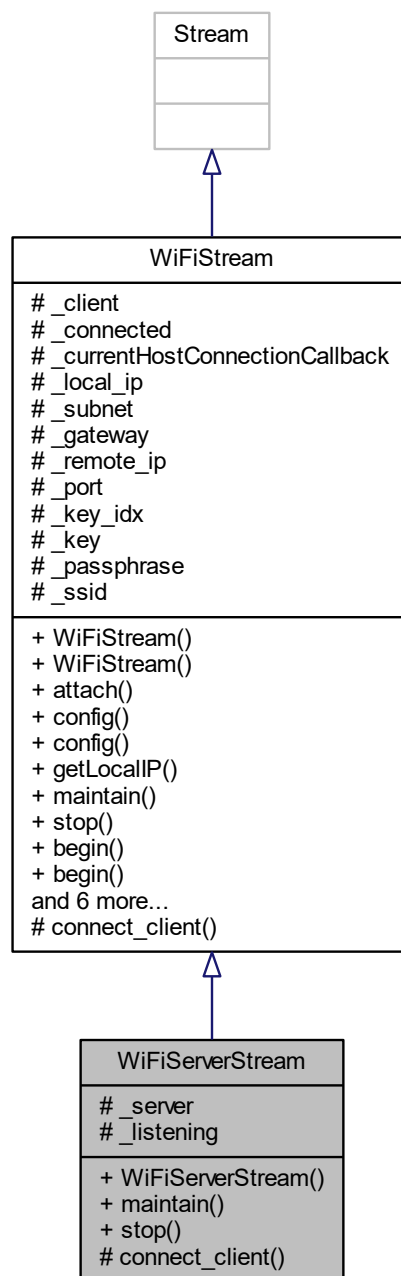 Stream
WiFiStream
# _client
# _connected
# _currentHostConnectionCallback
# _local_ip
# _subnet
# _gateway
# _remote_ip
# _port
# _key_idx
# _key
# _passphrase
# _ssid
+ WiFiStream()
+ WiFiStream()
+ attach()
+ config()
+ config()
+ getLocalIP()
+ maintain()
+ stop()
+ begin()
+ begin()
and 6 more...
# connect_client()
WiFiServerStream
# _server
# _listening
+ WiFiServerStream()
+ maintain()
+ stop()
# connect_client()